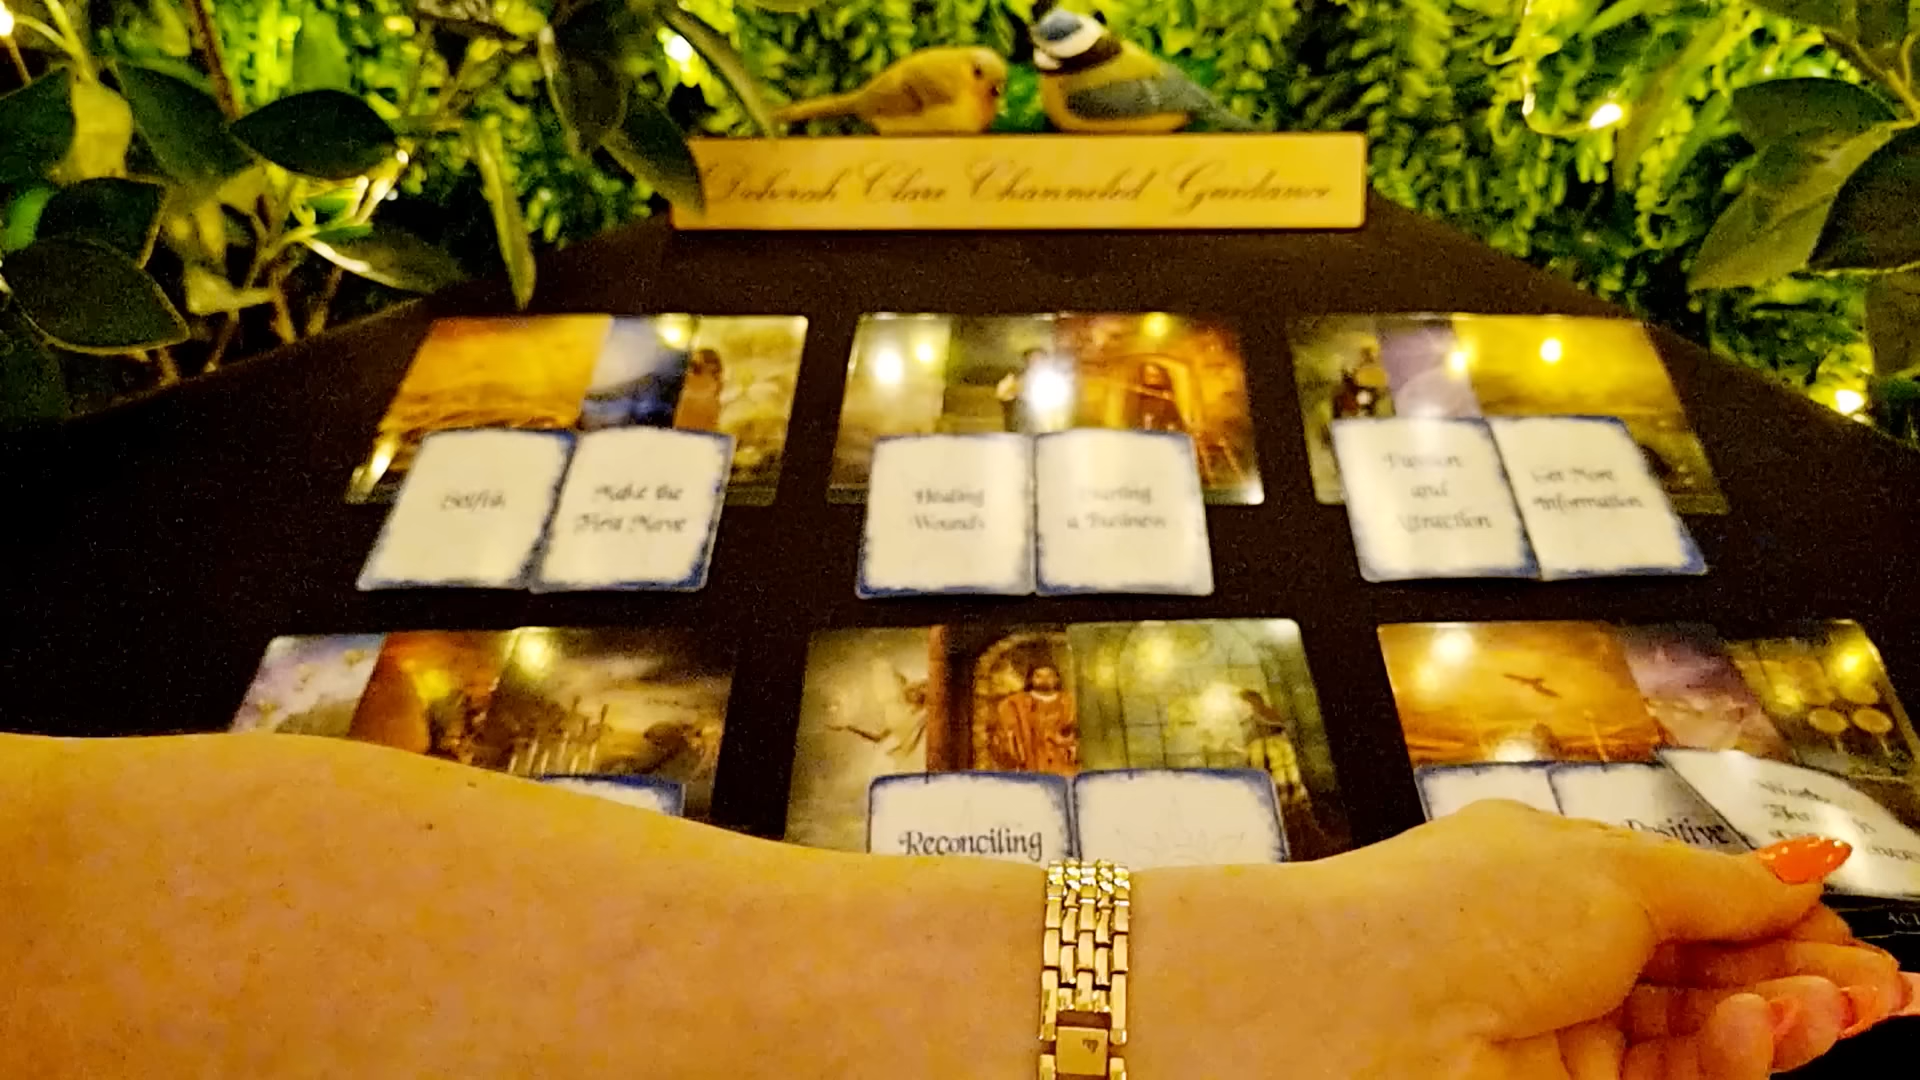 Deborah Clare Channeled Guidance
Selfish
Make the
First Move
Healing
Wounds
Starting
a Business
Passion
and
Attraction
Get More
Information
Reconciling
Positive